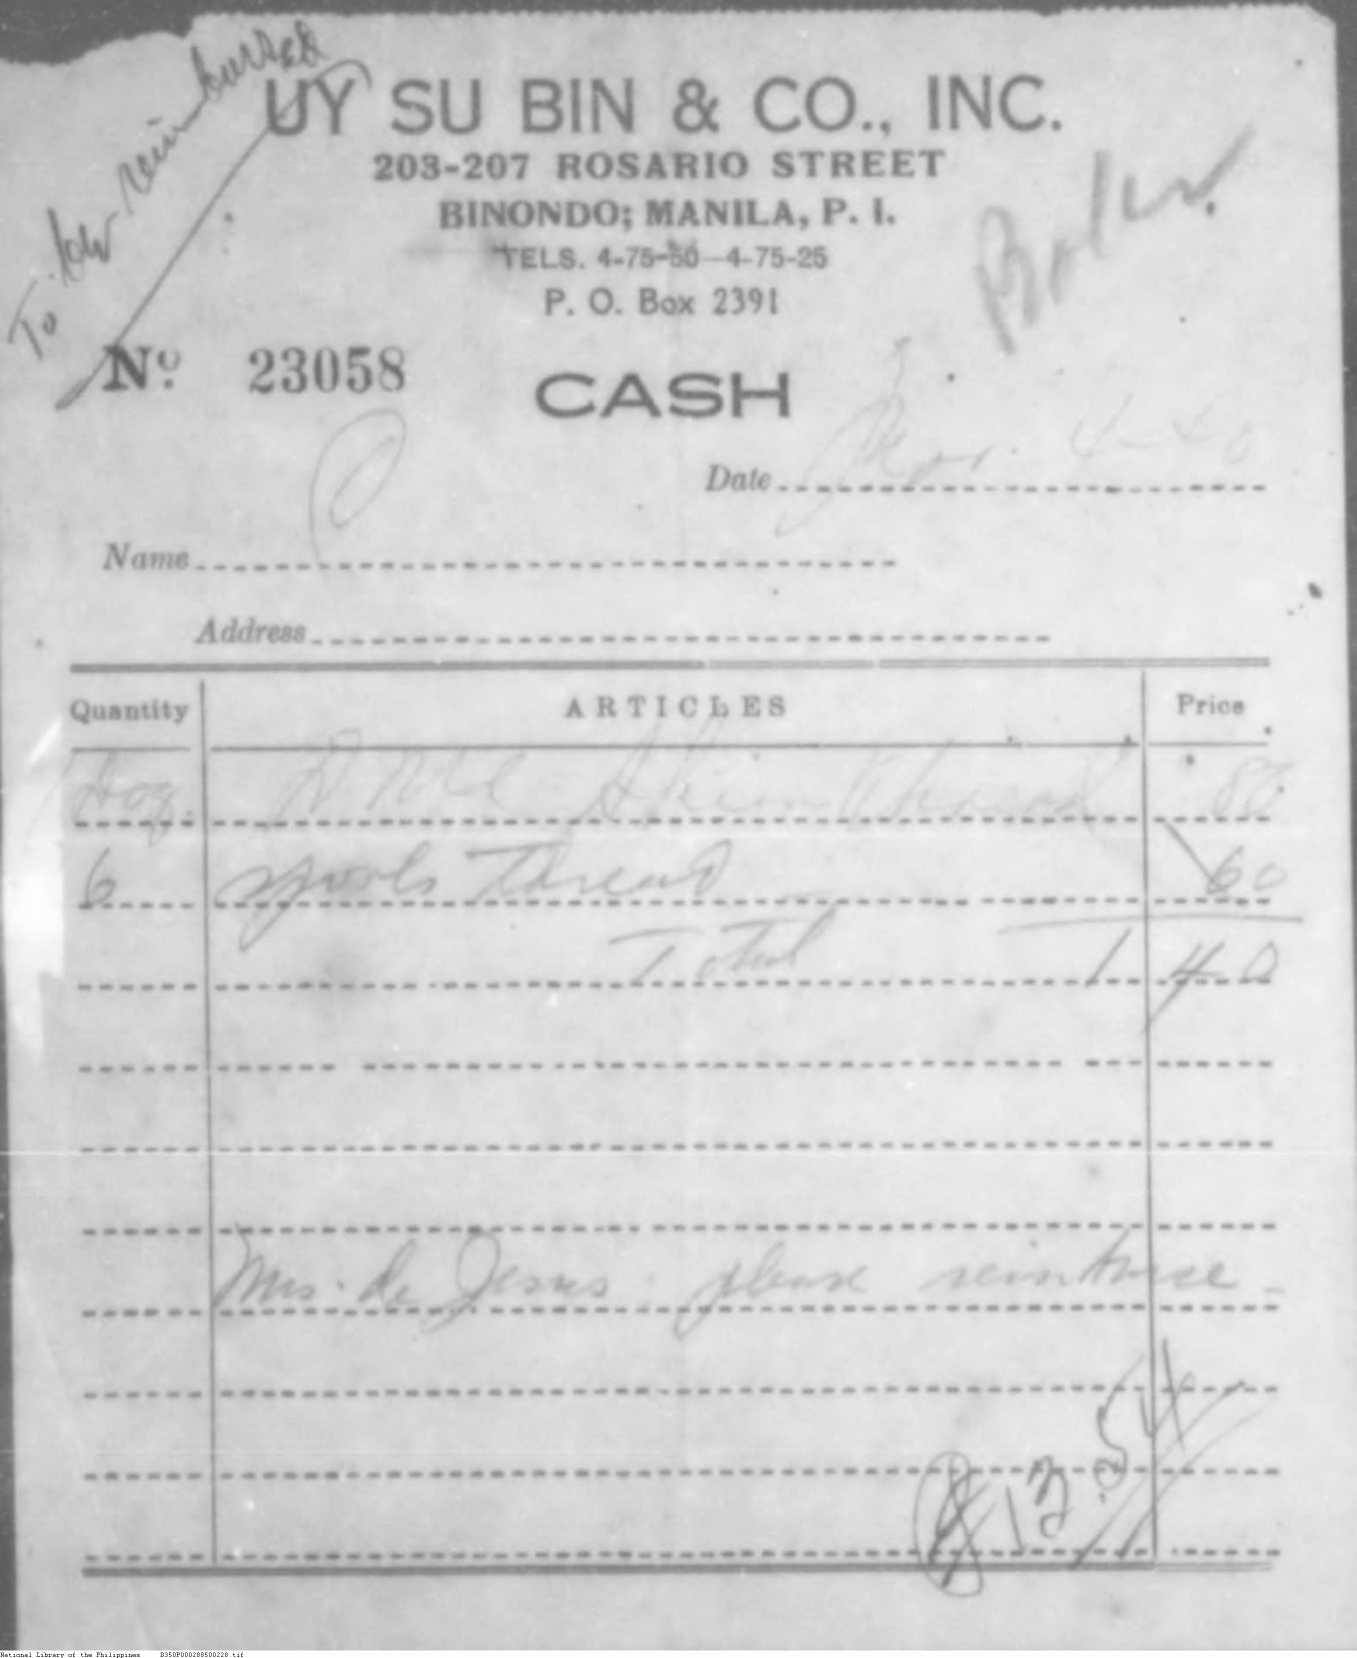 To be reimbursed
UY SU BIN & CO., INC.
203-207 ROSARIO STREET
BINONDO; MANILA, P. I.
TELS. 4-75-50—4-75-25
P. O. Box 2391
Nº. 23058
CASH
Date
Name
Address
Quantity ARTICLES Price
Doz. D M C 80
6 spools thread 60
Total 1 40
Mrs. de Jesus please reimburse
₱13.54
National Library of the Philippines